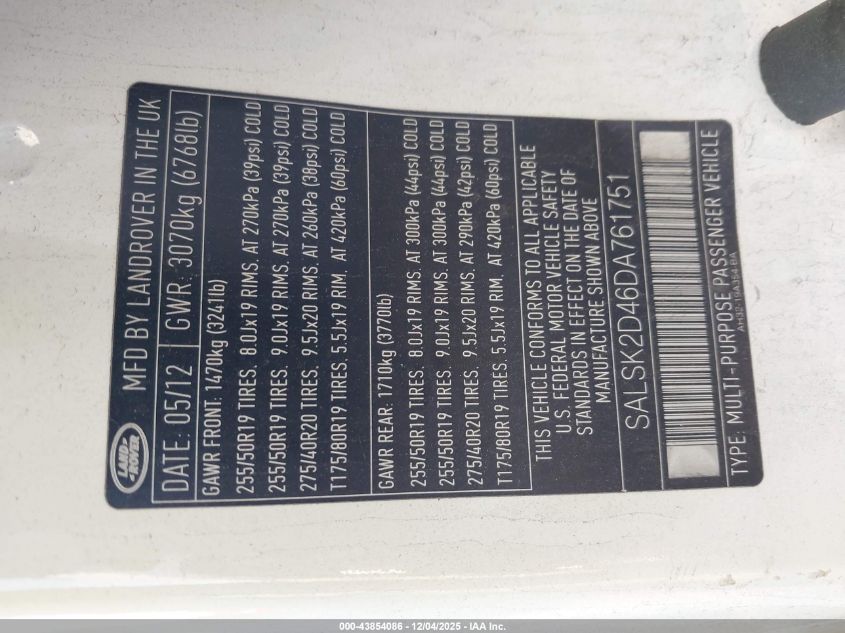 LAND-
ROVER
MFD BY LANDROVER IN THE UK
DATE: 05/12 GWR: 3070kg (6768lb)
GAWR FRONT: 1470kg (3241lb)
255/50R19 TIRES, 8.0Jx19 RIMS, AT 270kPa (39psi) COLD
255/50R19 TIRES, 9.0Jx19 RIMS, AT 270kPa (39psi) COLD
275/40R20 TIRES, 9.5Jx20 RIMS, AT 260kPa (38psi) COLD
T175/80R19 TIRES, 5.5Jx19 RIM, AT 420kPa (60psi) COLD
GAWR REAR: 1710kg (3770lb)
255/50R19 TIRES, 8.0Jx19 RIMS, AT 300kPa (44psi) COLD
255/50R19 TIRES, 9.0Jx19 RIMS, AT 300kPa (44psi) COLD
275/40R20 TIRES, 9.5Jx20 RIMS, AT 290kPa (42psi) COLD
T175/80R19 TIRES, 5.5Jx19 RIM, AT 420kPa (60psi) COLD
THIS VEHICLE CONFORMS TO ALL APPLICABLE
U.S. FEDERAL MOTOR VEHICLE SAFETY
STANDARDS IN EFFECT ON THE DATE OF
MANUFACTURE SHOWN ABOVE
SALSK2D46DA761751
TYPE: MULTI-PURPOSE PASSENGER VEHICLE
AH32-19A354-BA
000-43854086 - 12/04/2025 - IAA Inc.